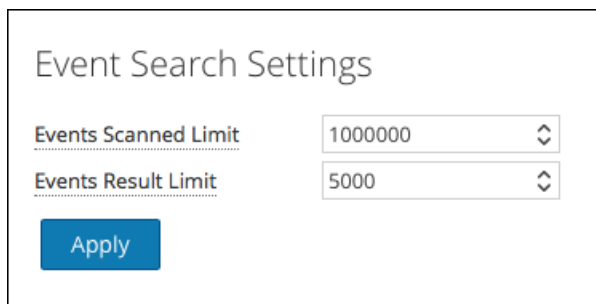 Event Search Settings
Events Scanned Limit 1000000
Events Result Limit 5000
Apply